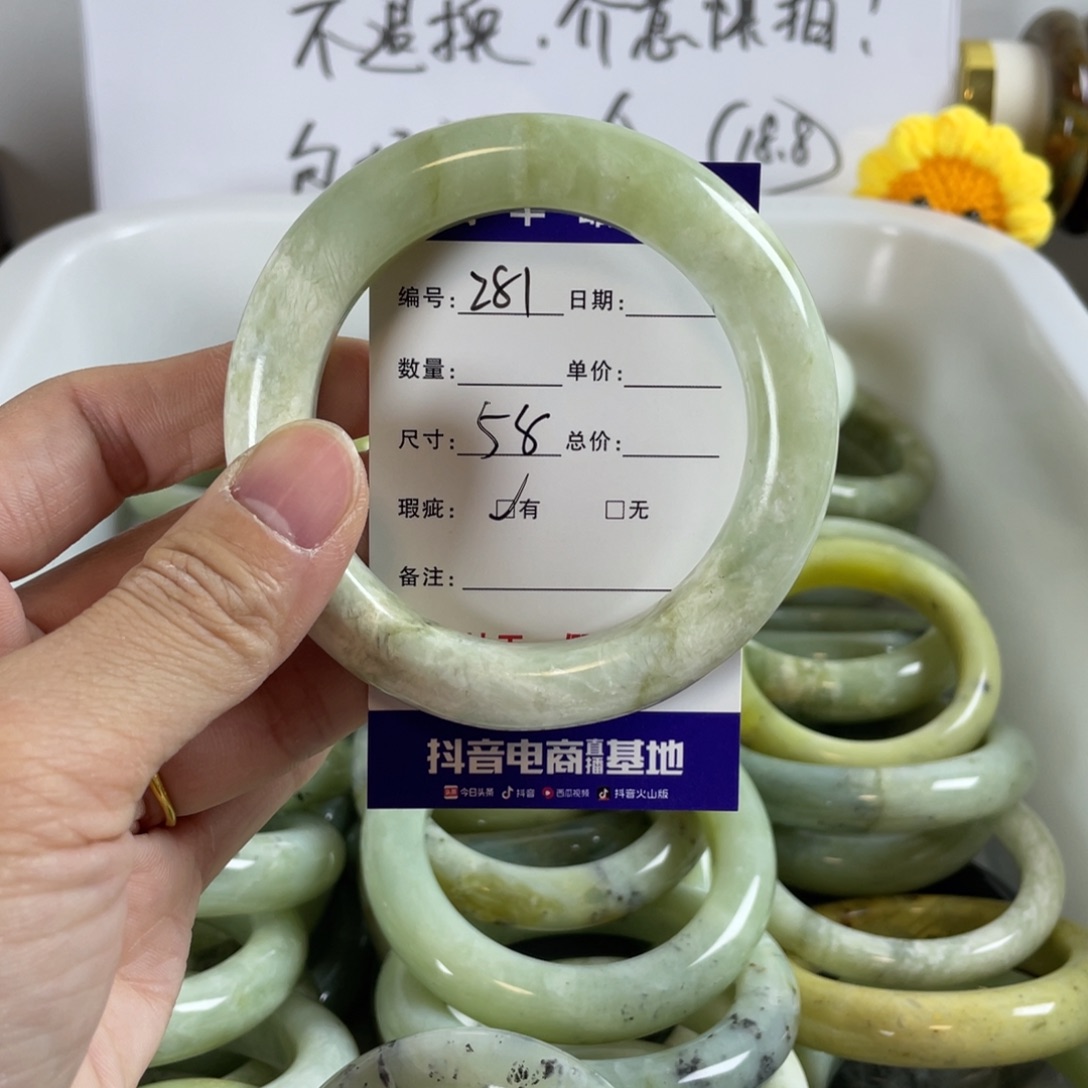 不退换.介意慎拍!
勾
18.8
编号: 281 日期:
数量: 单价:
尺寸: 58 总价:
瑕疵: ☑有 □无
备注:
抖音电商直播基地
今日头条 抖音 西瓜视频 抖音火山版